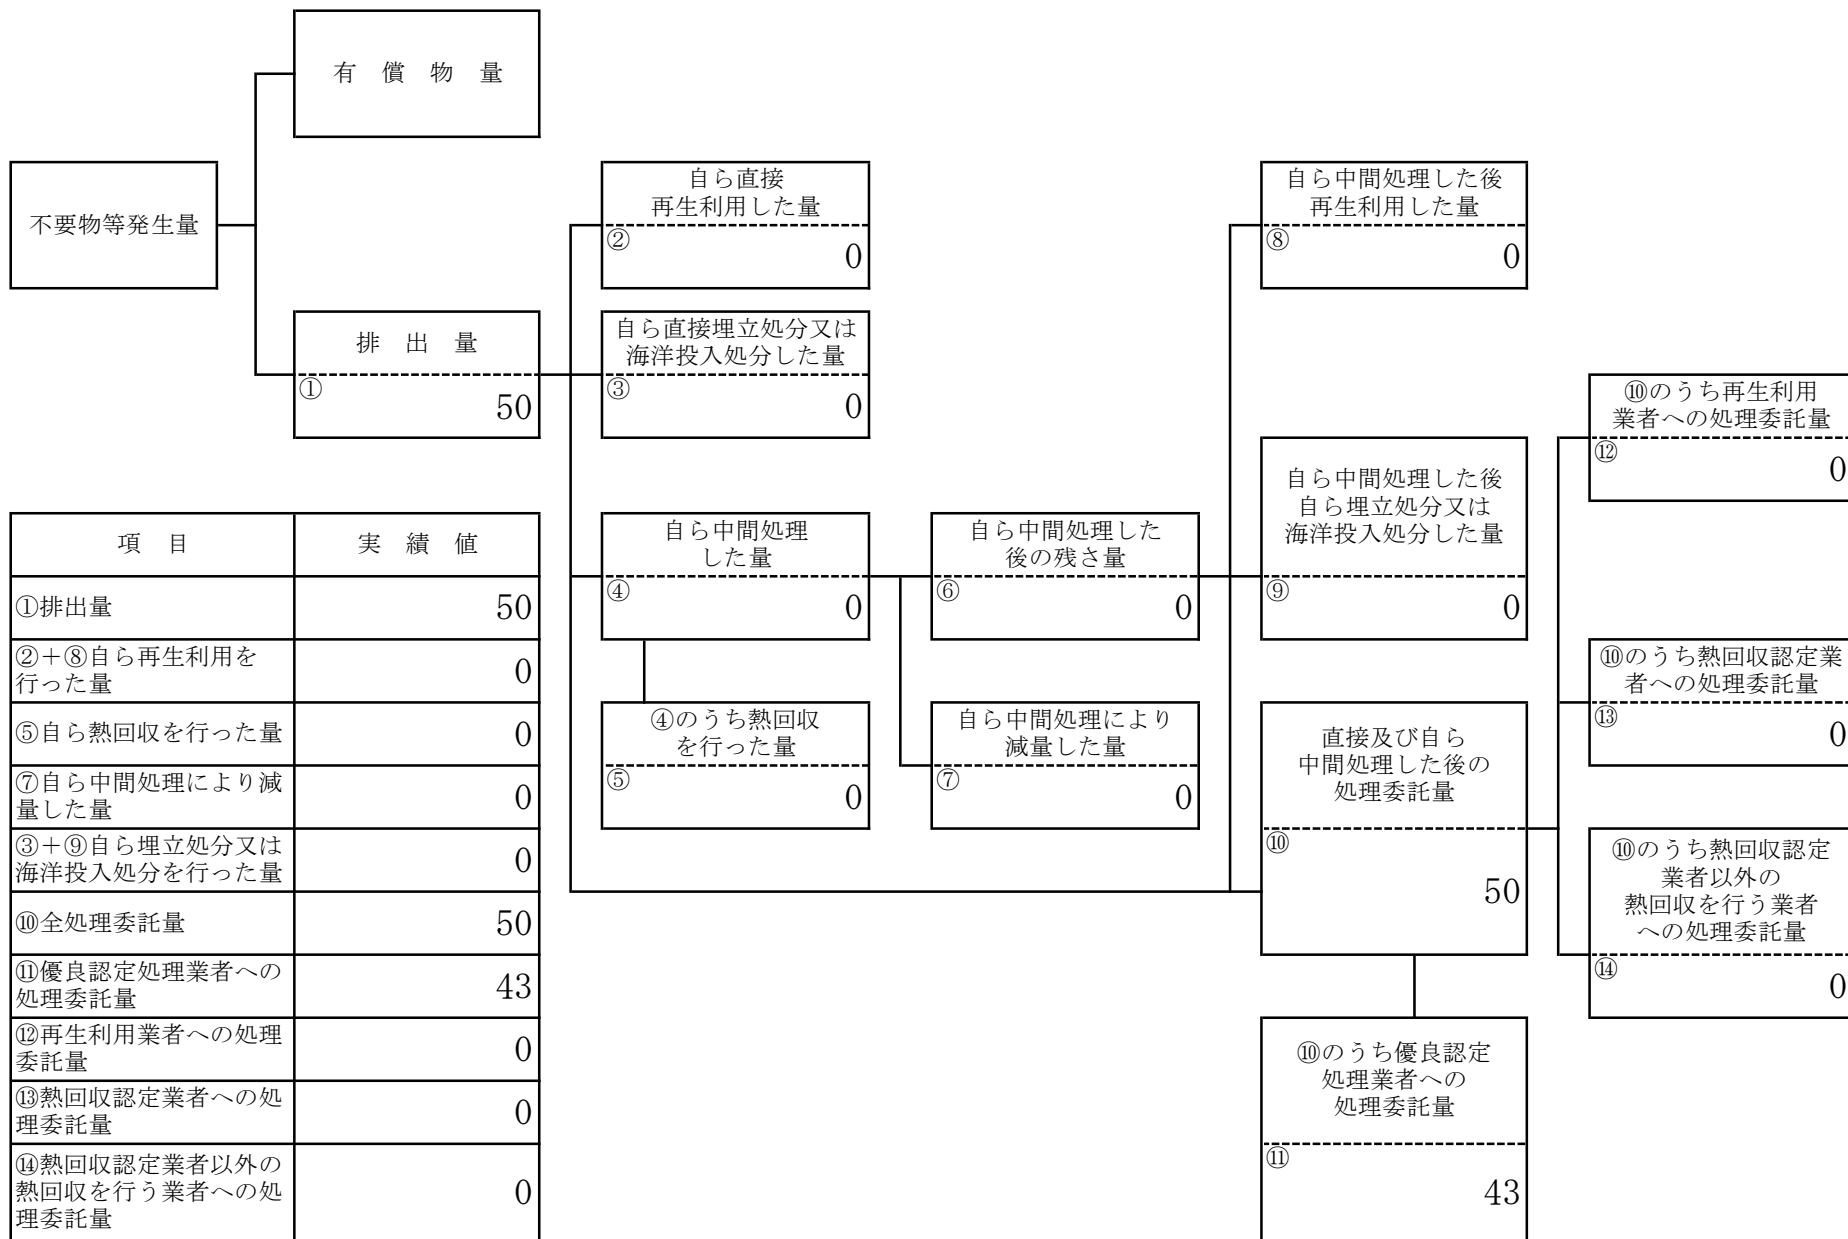 有　償　物　量
不要物等発生量
自ら直接
再生利用した量
②
0
自ら中間処理した後
再生利用した量
⑧
0
排　出　量
①
50
自ら直接埋立処分又は
海洋投入処分した量
③
0
⑩のうち再生利用
業者への処理委託量
⑫
0
自ら中間処理した後
自ら埋立処分又は
海洋投入処分した量
⑨
0
自ら中間処理
した量
④
0
自ら中間処理した
後の残さ量
⑥
0
⑩のうち熱回収認定業
者への処理委託量
⑬
0
④のうち熱回収
を行った量
⑤
0
自ら中間処理により
減量した量
⑦
0
直接及び自ら
中間処理した後の
処理委託量
⑩
50
⑩のうち熱回収認定
業者以外の
熱回収を行う業者
への処理委託量
⑭
0
⑩のうち優良認定
処理業者への
処理委託量
⑪
43
項　目　実　績　値
①排出量　50
②＋⑧自ら再生利用を
行った量　0
⑤自ら熱回収を行った量　0
⑦自ら中間処理により減
量した量　0
③＋⑨自ら埋立処分又は
海洋投入処分を行った量　0
⑩全処理委託量　50
⑪優良認定処理業者への
処理委託量　43
⑫再生利用業者への処理
委託量　0
⑬熱回収認定業者への処
理委託量　0
⑭熱回収認定業者以外の
熱回収を行う業者への処
理委託量　0